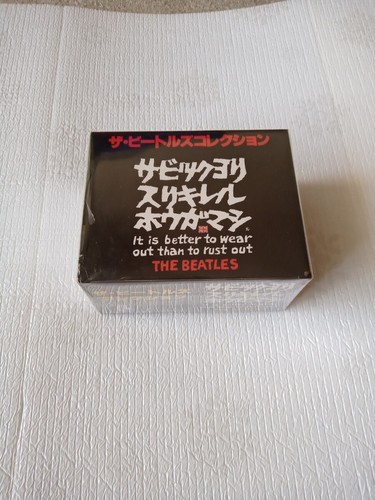 ザ・ビートルズコレクション
サビツクヨリ
スリキレル
ホウガマシ
It is better to wear
out than to rust out
THE BEATLES